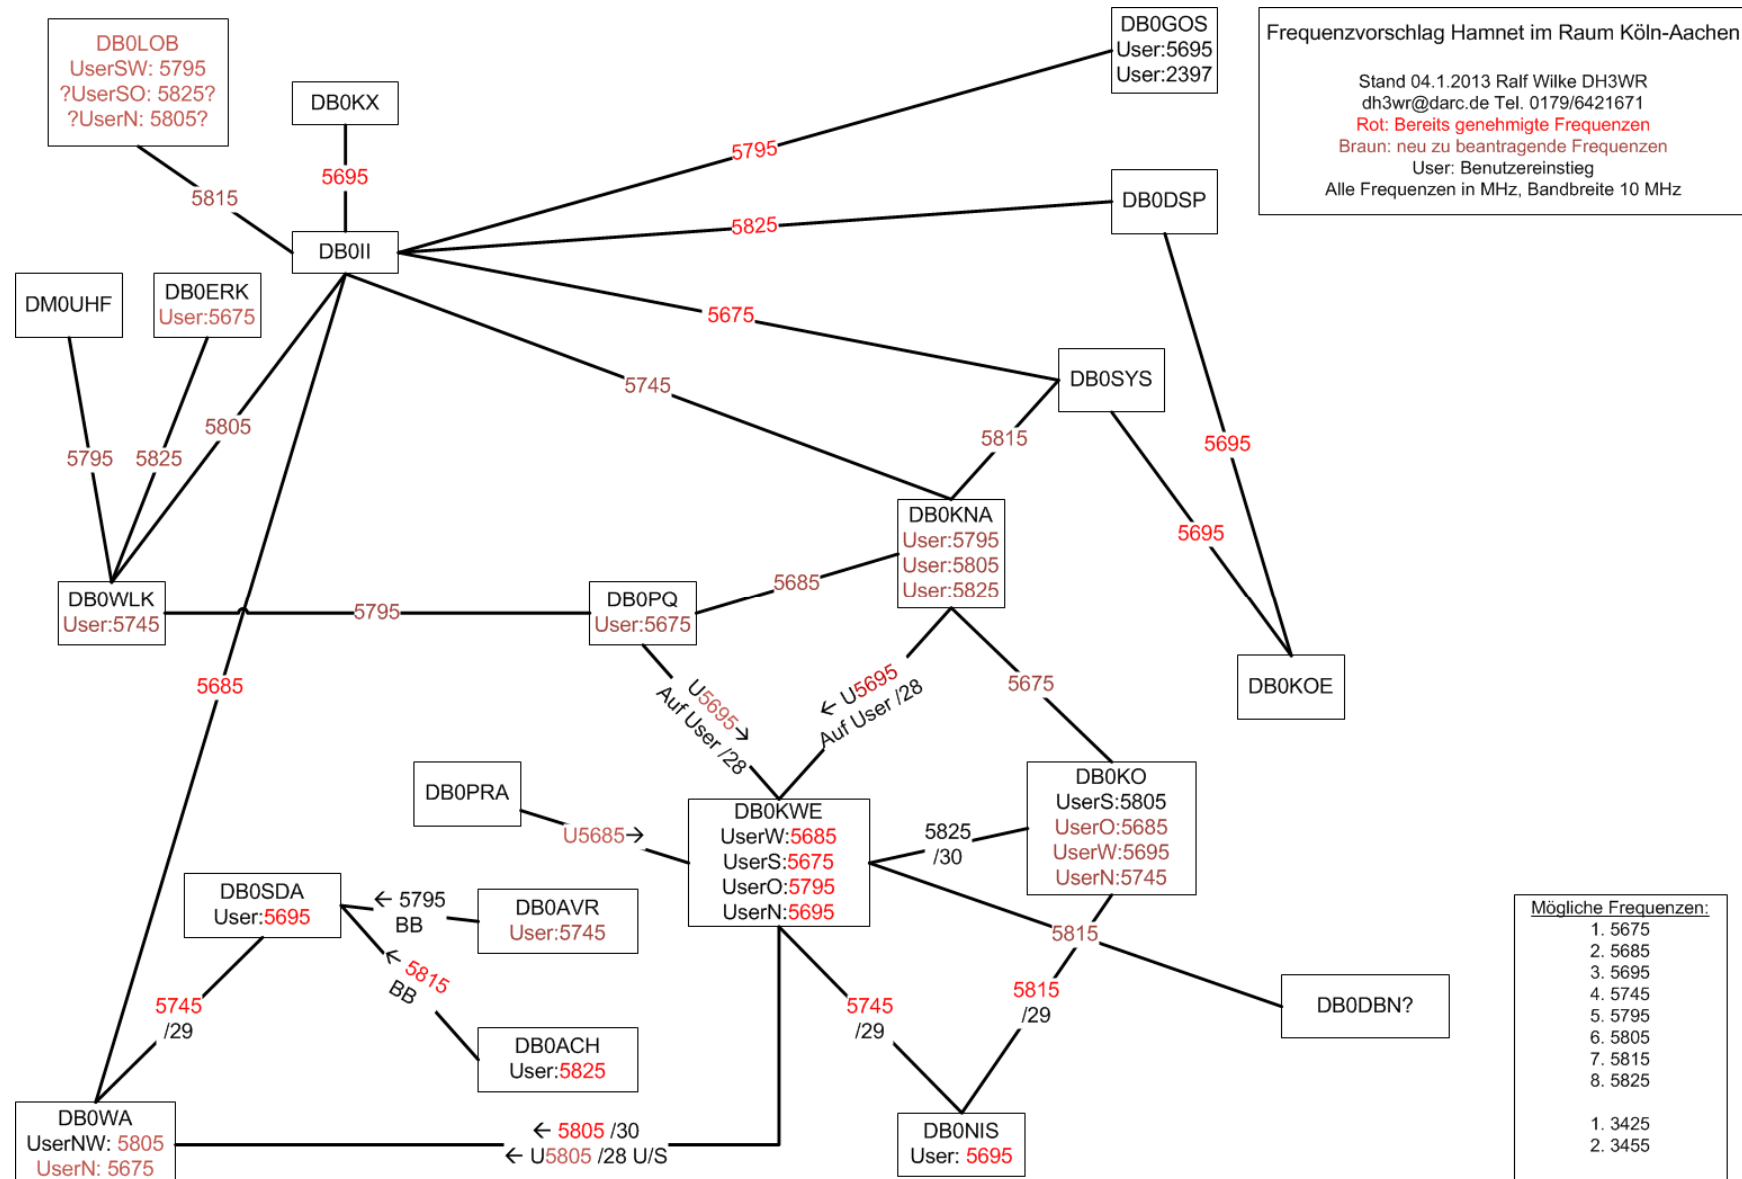 DB0LOB
UserSW: 5795
?UserSO: 5825?
?UserN: 5805?
DB0KX
DB0GOS
User:5695
User:2397
Frequenzvorschlag Hamnet im Raum Köln-Aachen
Stand 04.1.2013 Ralf Wilke DH3WR
dh3wr@darc.de Tel. 0179/6421671
Rot: Bereits genehmigte Frequenzen
Braun: neu zu beantragende Frequenzen
User: Benutzereinstieg
Alle Frequenzen in MHz, Bandbreite 10 MHz
5795
5695
5815
5825
DB0DSP
DB0II
DM0UHF
DB0ERK
User:5675
5675
5745
DB0SYS
5805
5795
5825
5815
5695
5695
DB0KNA
User:5795
User:5805
User:5825
DB0WLK
User:5745
5795
DB0PQ
User:5675
5685
5685
U5695→
Auf User /28
← U5695
Auf User /28
5675
DB0KOE
DB0PRA
U5685→
DB0KWE
UserW:5685
UserS:5675
UserO:5795
UserN:5695
5825
/30
DB0KO
UserS:5805
UserO:5685
UserW:5695
UserN:5745
DB0SDA
User:5695
← 5795
BB
DB0AVR
User:5745
5815
← 5815
BB
5745
/29
5745
/29
5815
/29
DB0DBN?
DB0ACH
User:5825
DB0WA
UserNW: 5805
UserN: 5675
← 5805 /30
← U5805 /28 U/S
DB0NIS
User: 5695
Mögliche Frequenzen:
1. 5675
2. 5685
3. 5695
4. 5745
5. 5795
6. 5805
7. 5815
8. 5825
1. 3425
2. 3455